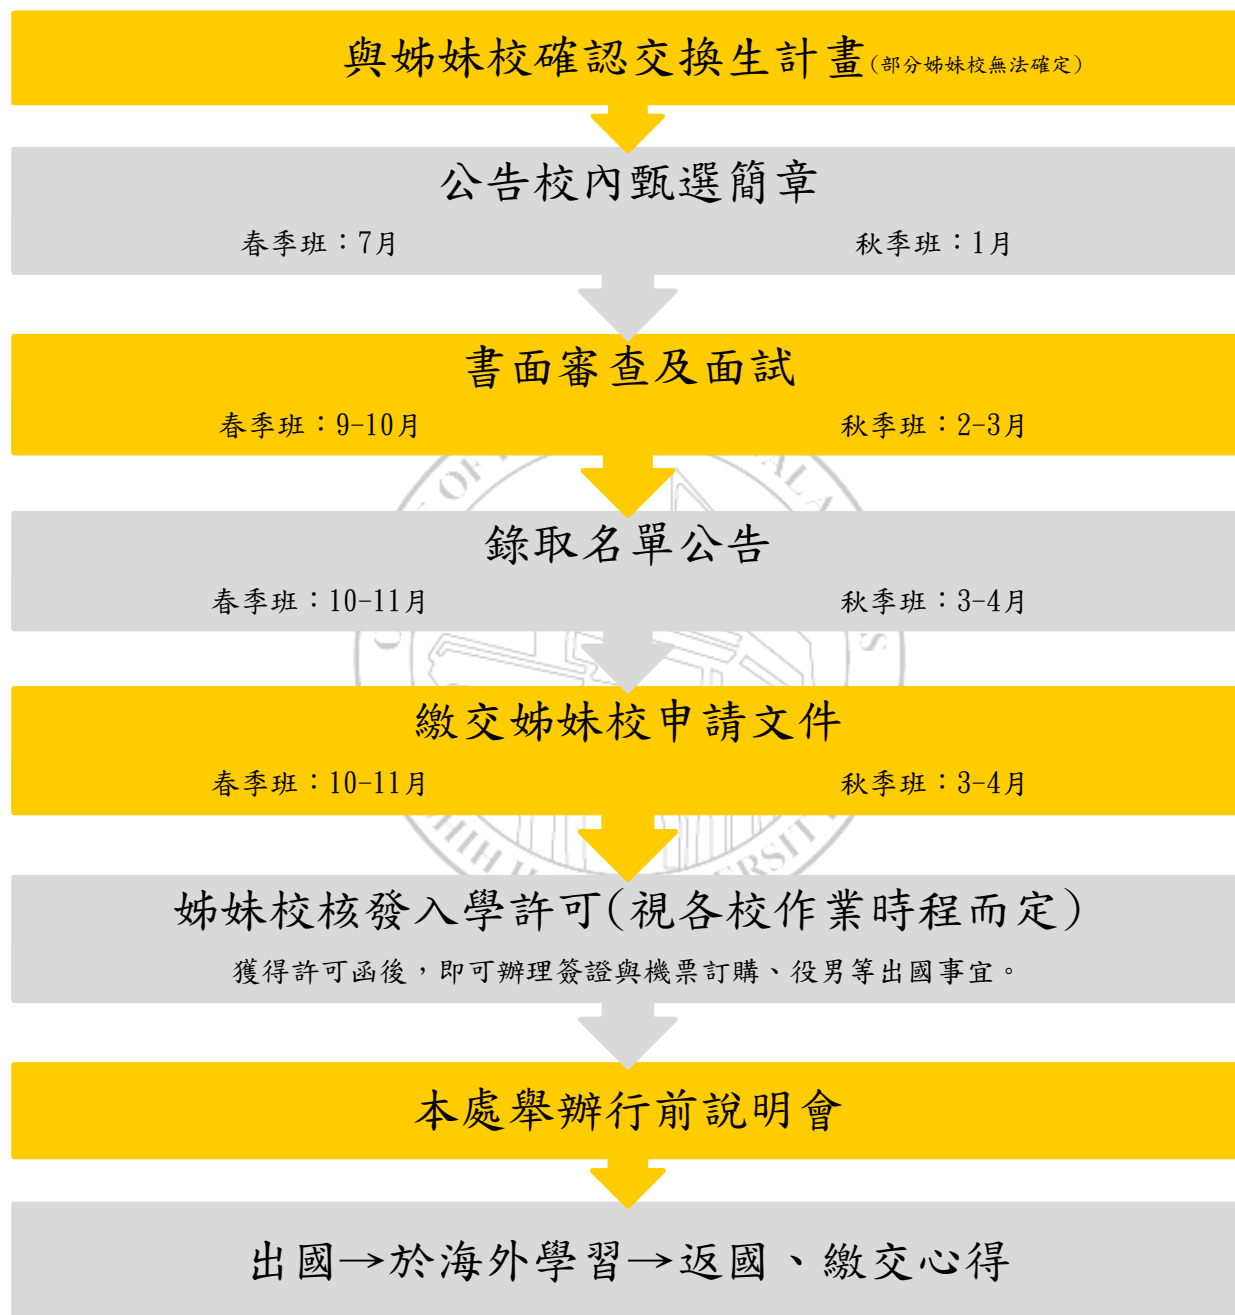 與姊妹校確認交換生計畫(部分姊妹校無法確定)
公告校內甄選簡章
春季班：7月 秋季班：1月
書面審查及面試
春季班：9-10月 秋季班：2-3月
錄取名單公告
春季班：10-11月 秋季班：3-4月
繳交姊妹校申請文件
春季班：10-11月 秋季班：3-4月
姊妹校核發入學許可(視各校作業時程而定)
獲得許可函後，即可辦理簽證與機票訂購、役男等出國事宜。
本處舉辦行前說明會
出國→於海外學習→返國、繳交心得